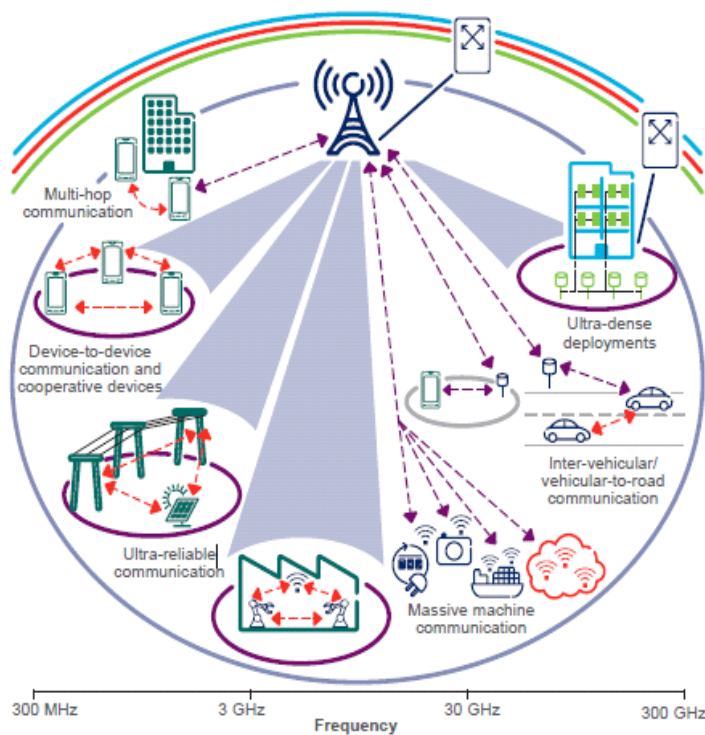 Multi-hop
communication
Device-to-device
communication and
cooperative devices
Ultra-dense
deployments
Inter-vehicular/
vehicular-to-road
communication
Ultra-reliable
communication
Massive machine
communication
300 MHz
3 GHz
30 GHz
300 GHz
Frequency